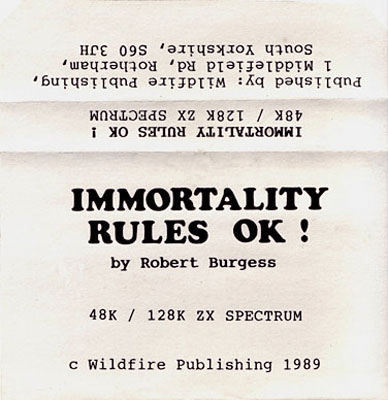 Published by: Wildfire Publishing,
1 Middlefield Rd, Rotherham,
South Yorkshire, S60 3JH
IMMORTALITY RULES OK !
48K / 128K ZX SPECTRUM
IMMORTALITY
RULES OK !
by Robert Burgess
48K / 128K ZX SPECTRUM
c Wildfire Publishing 1989